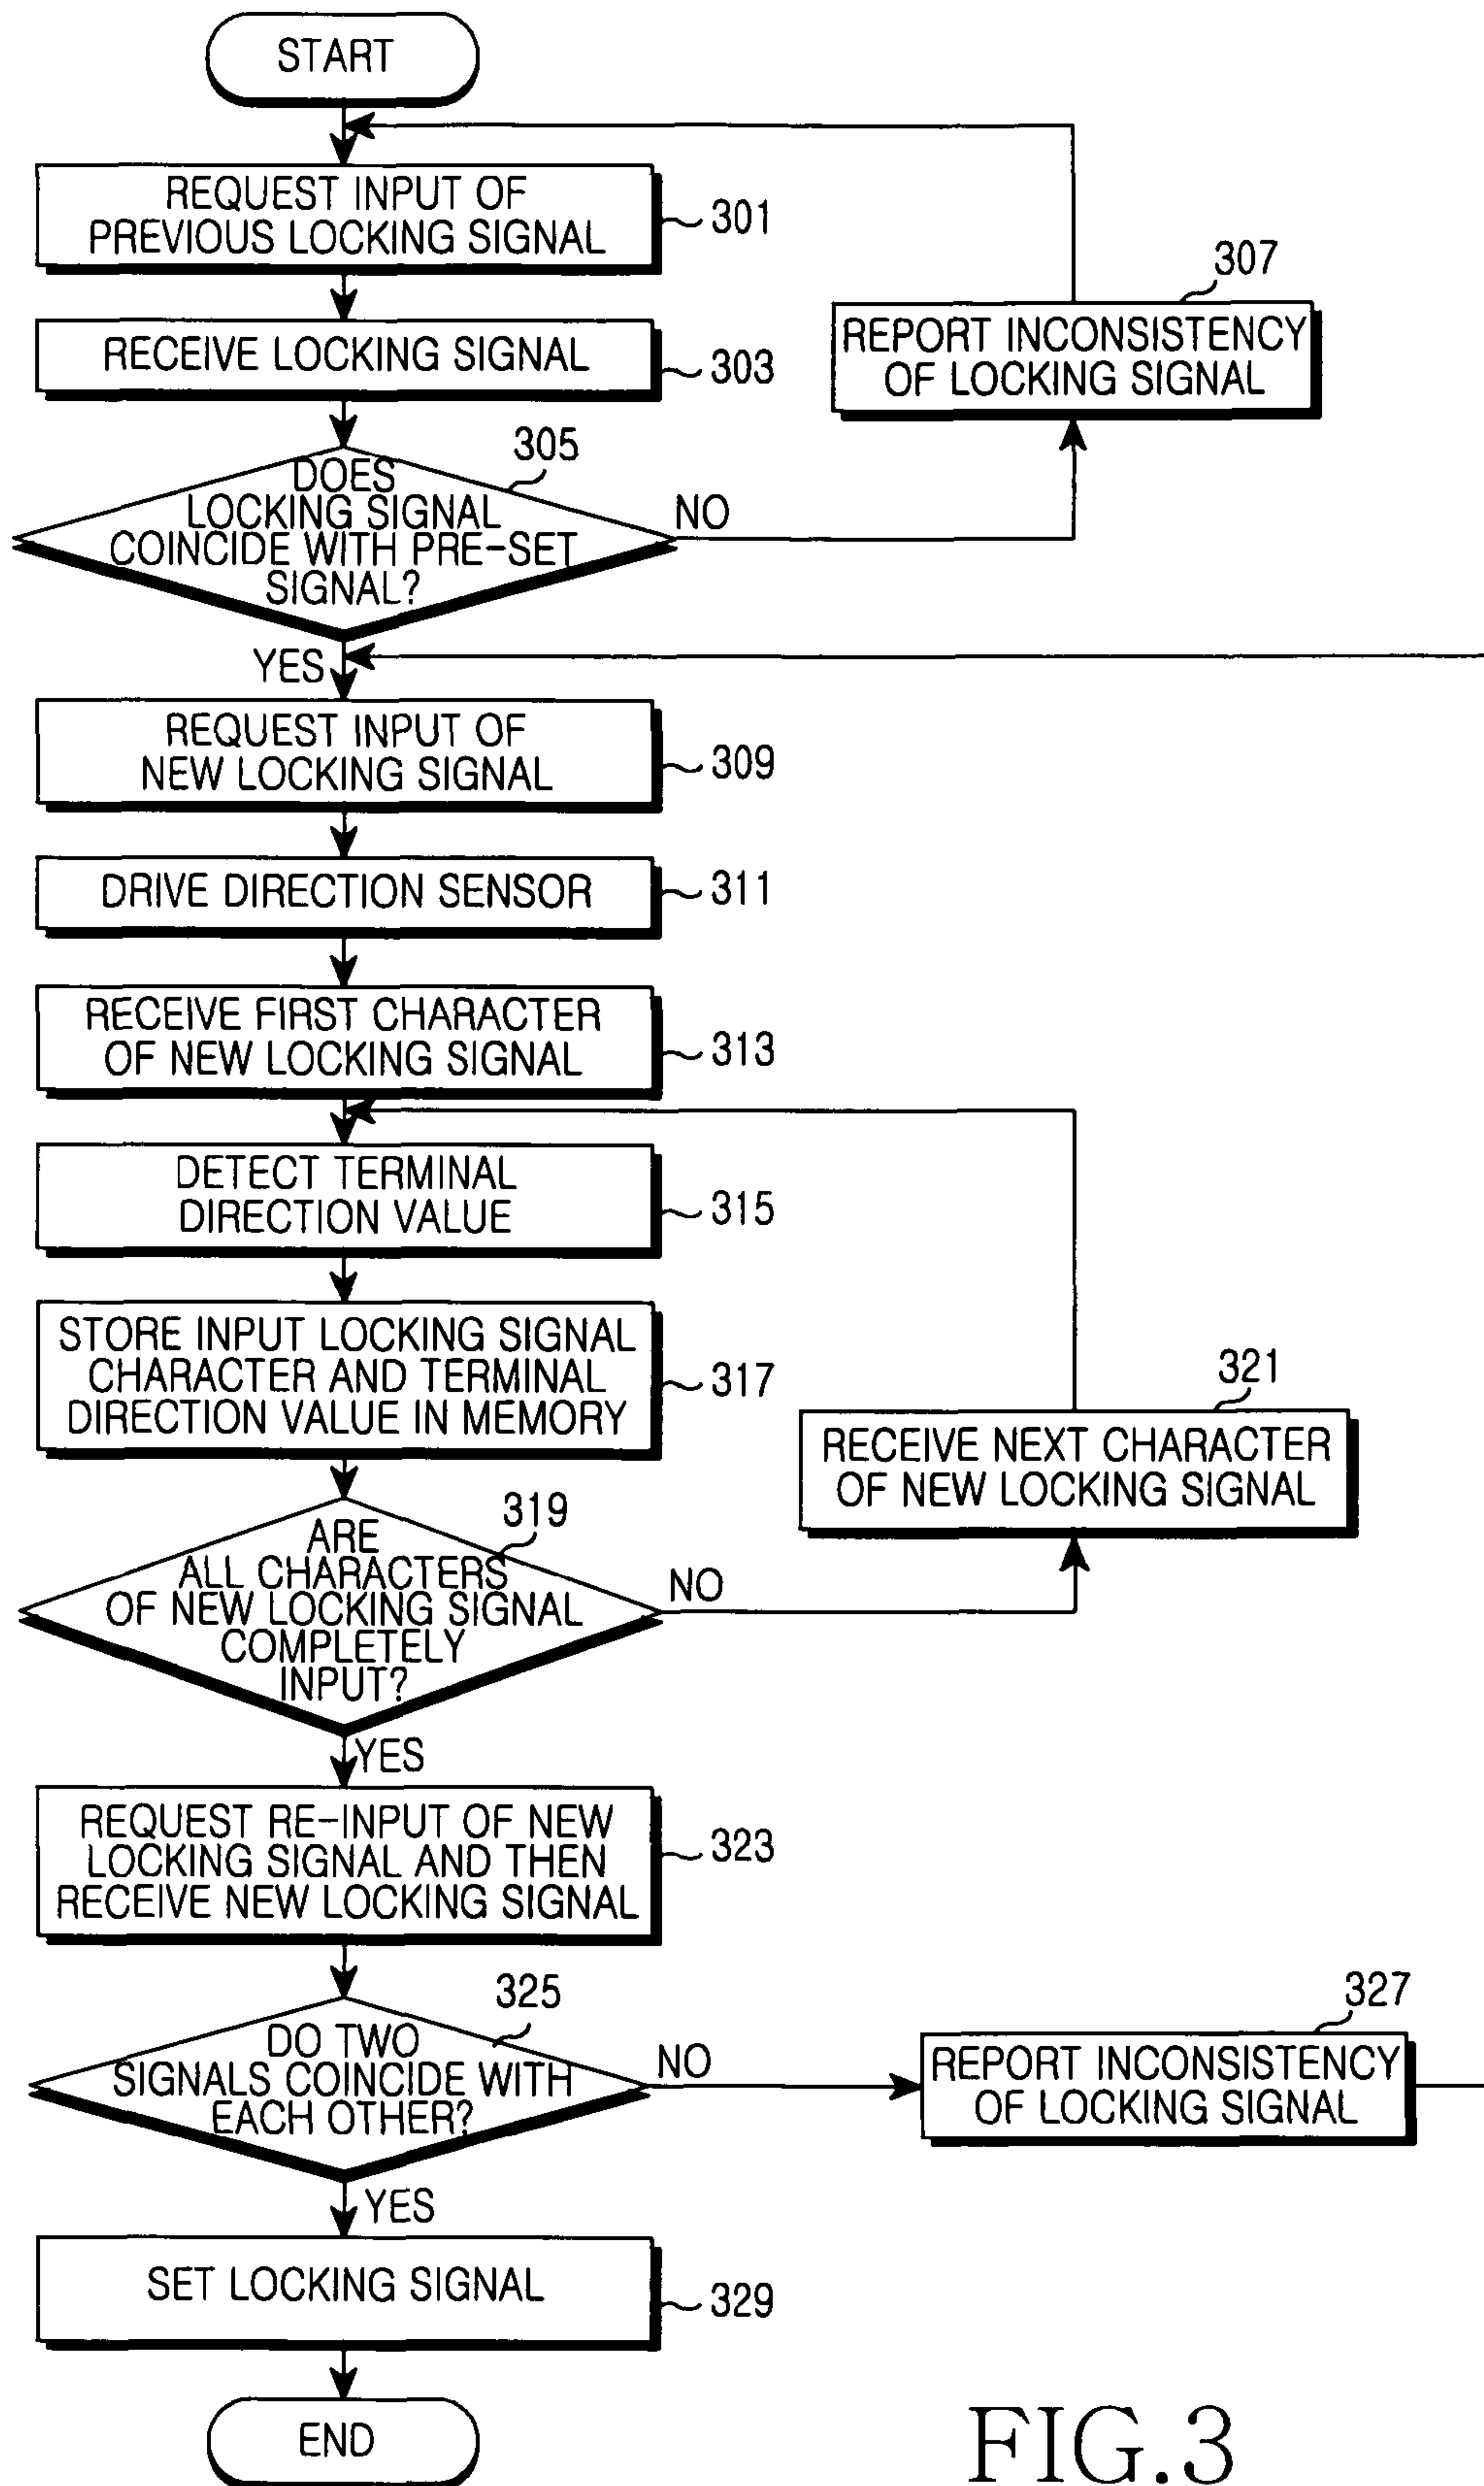 START
REQUEST INPUT OF
PREVIOUS LOCKING SIGNAL
301
RECEIVE LOCKING SIGNAL
303
307
REPORT INCONSISTENCY
OF LOCKING SIGNAL
305
DOES
LOCKING SIGNAL
COINCIDE WITH PRE-SET
SIGNAL?
NO
YES
REQUEST INPUT OF
NEW LOCKING SIGNAL
309
DRIVE DIRECTION SENSOR
311
RECEIVE FIRST CHARACTER
OF NEW LOCKING SIGNAL
313
DETECT TERMINAL
DIRECTION VALUE
315
STORE INPUT LOCKING SIGNAL
CHARACTER AND TERMINAL
DIRECTION VALUE IN MEMORY
317
321
RECEIVE NEXT CHARACTER
OF NEW LOCKING SIGNAL
319
ARE
ALL CHARACTERS
OF NEW LOCKING SIGNAL
COMPLETELY
INPUT?
NO
YES
REQUEST RE-INPUT OF NEW
LOCKING SIGNAL AND THEN
RECEIVE NEW LOCKING SIGNAL
323
325
DO TWO
SIGNALS COINCIDE WITH
EACH OTHER?
NO
327
REPORT INCONSISTENCY
OF LOCKING SIGNAL
YES
SET LOCKING SIGNAL
329
END
FIG.3